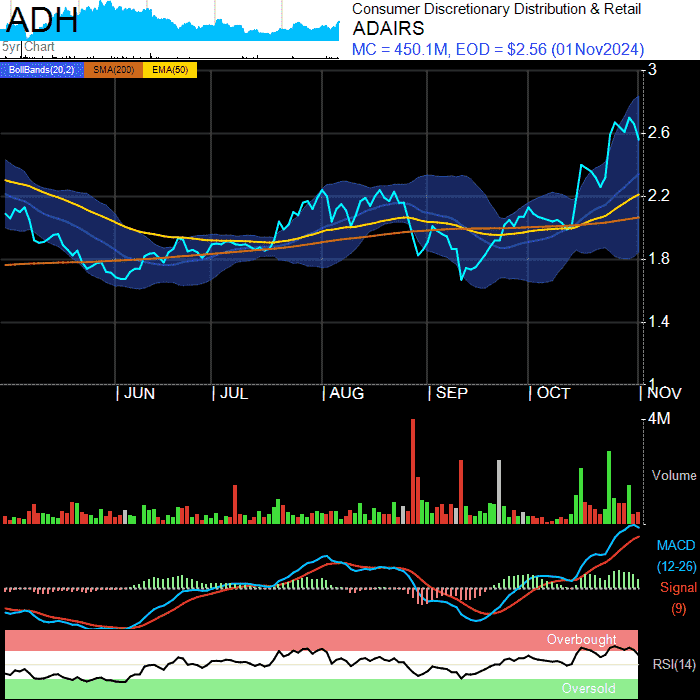 ADH
5yr Chart
Consumer Discretionary Distribution & Retail
ADAIRS
MC = 450.1M, EOD = $2.56 (01Nov2024)
BollBands(20,2) SMA(200) EMA(50)
3
2.6
2.2
1.8
1.4
1
JUN JUL AUG SEP OCT NOV
4M
Volume
MACD
(12-26)
Signal
(9)
Overbought
RSI(14)
Oversold